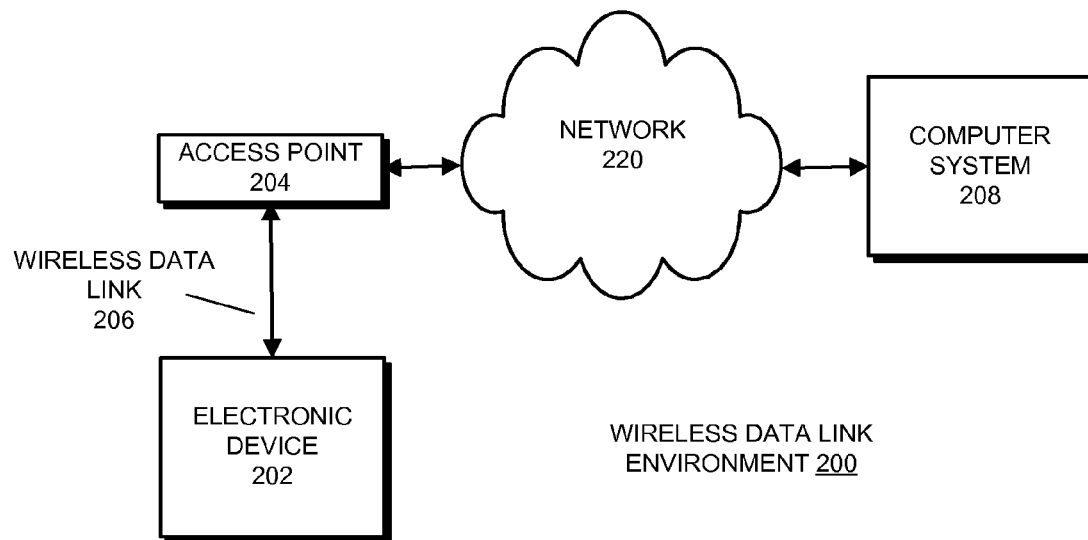 ACCESS POINT
204
NETWORK
220
COMPUTER
SYSTEM
208
WIRELESS DATA
LINK
206
ELECTRONIC
DEVICE
202
WIRELESS DATA LINK
ENVIRONMENT 200